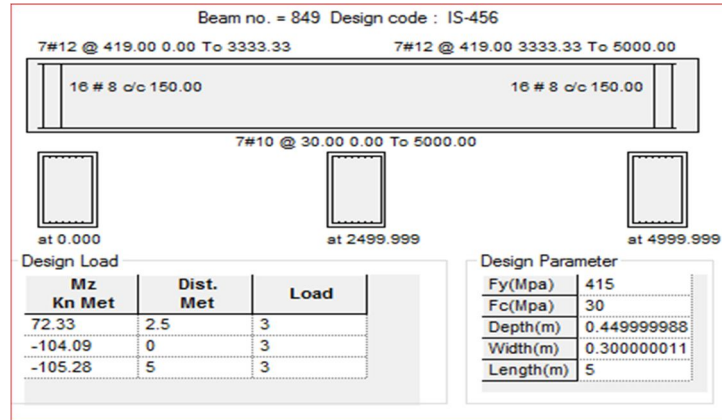 Beam no. = 849 Design code : IS-456
7#12 @ 419.00 0.00 To 3333.33 7#12 @ 419.00 3333.33 To 5000.00
16 # 8 c/c 150.00 16 # 8 c/c 150.00
7#10 @ 30.00 0.00 To 5000.00
at 0.000 at 2499.999 at 4999.999
Design Load
Mz Kn Met Dist. Met Load
72.33 2.5 3
-104.09 0 3
-105.28 5 3
Design Parameter
Fy(Mpa) 415
Fc(Mpa) 30
Depth(m) 0.449999988
Width(m) 0.300000011
Length(m) 5